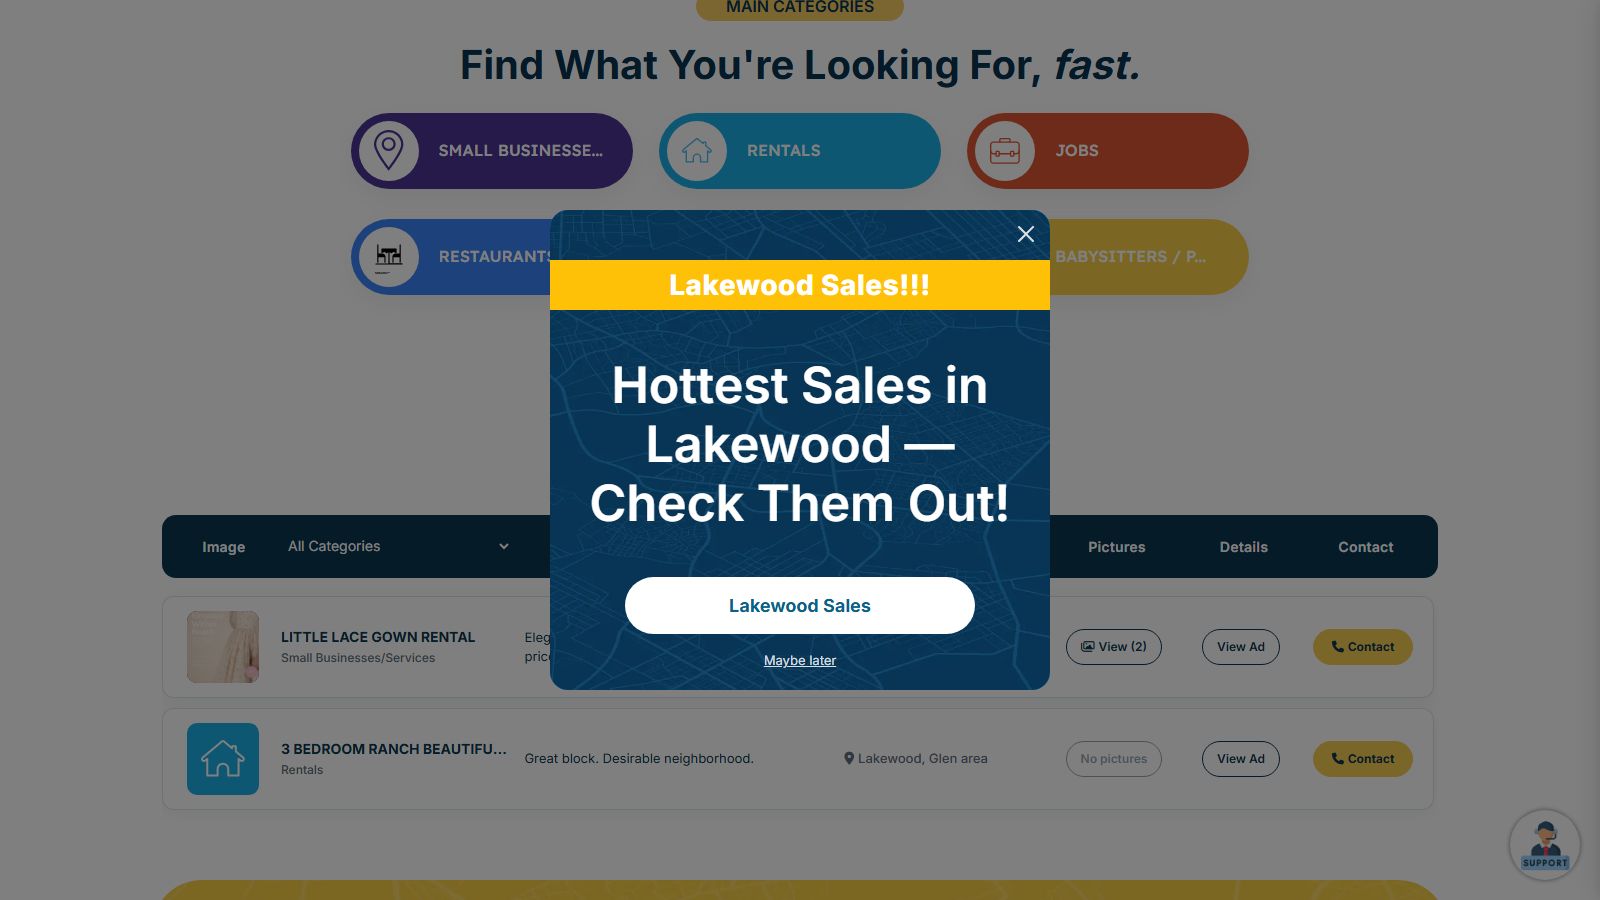 MAIN CATEGORIES
Find What You're Looking For, fast.
SMALL BUSINESSE...
RENTALS
JOBS
RESTAURANTS
BABYSITTERS / P...
Lakewood Sales!!!
Hottest Sales in
Lakewood —
Check Them Out!
Lakewood Sales
Maybe later
Image
All Categories
Pictures
Details
Contact
LITTLE LACE GOWN RENTAL
Small Businesses/Services
View (2)
View Ad
Contact
3 BEDROOM RANCH BEAUTIFU...
Rentals
Great block. Desirable neighborhood.
Lakewood, Glen area
No pictures
View Ad
Contact
SUPPORT